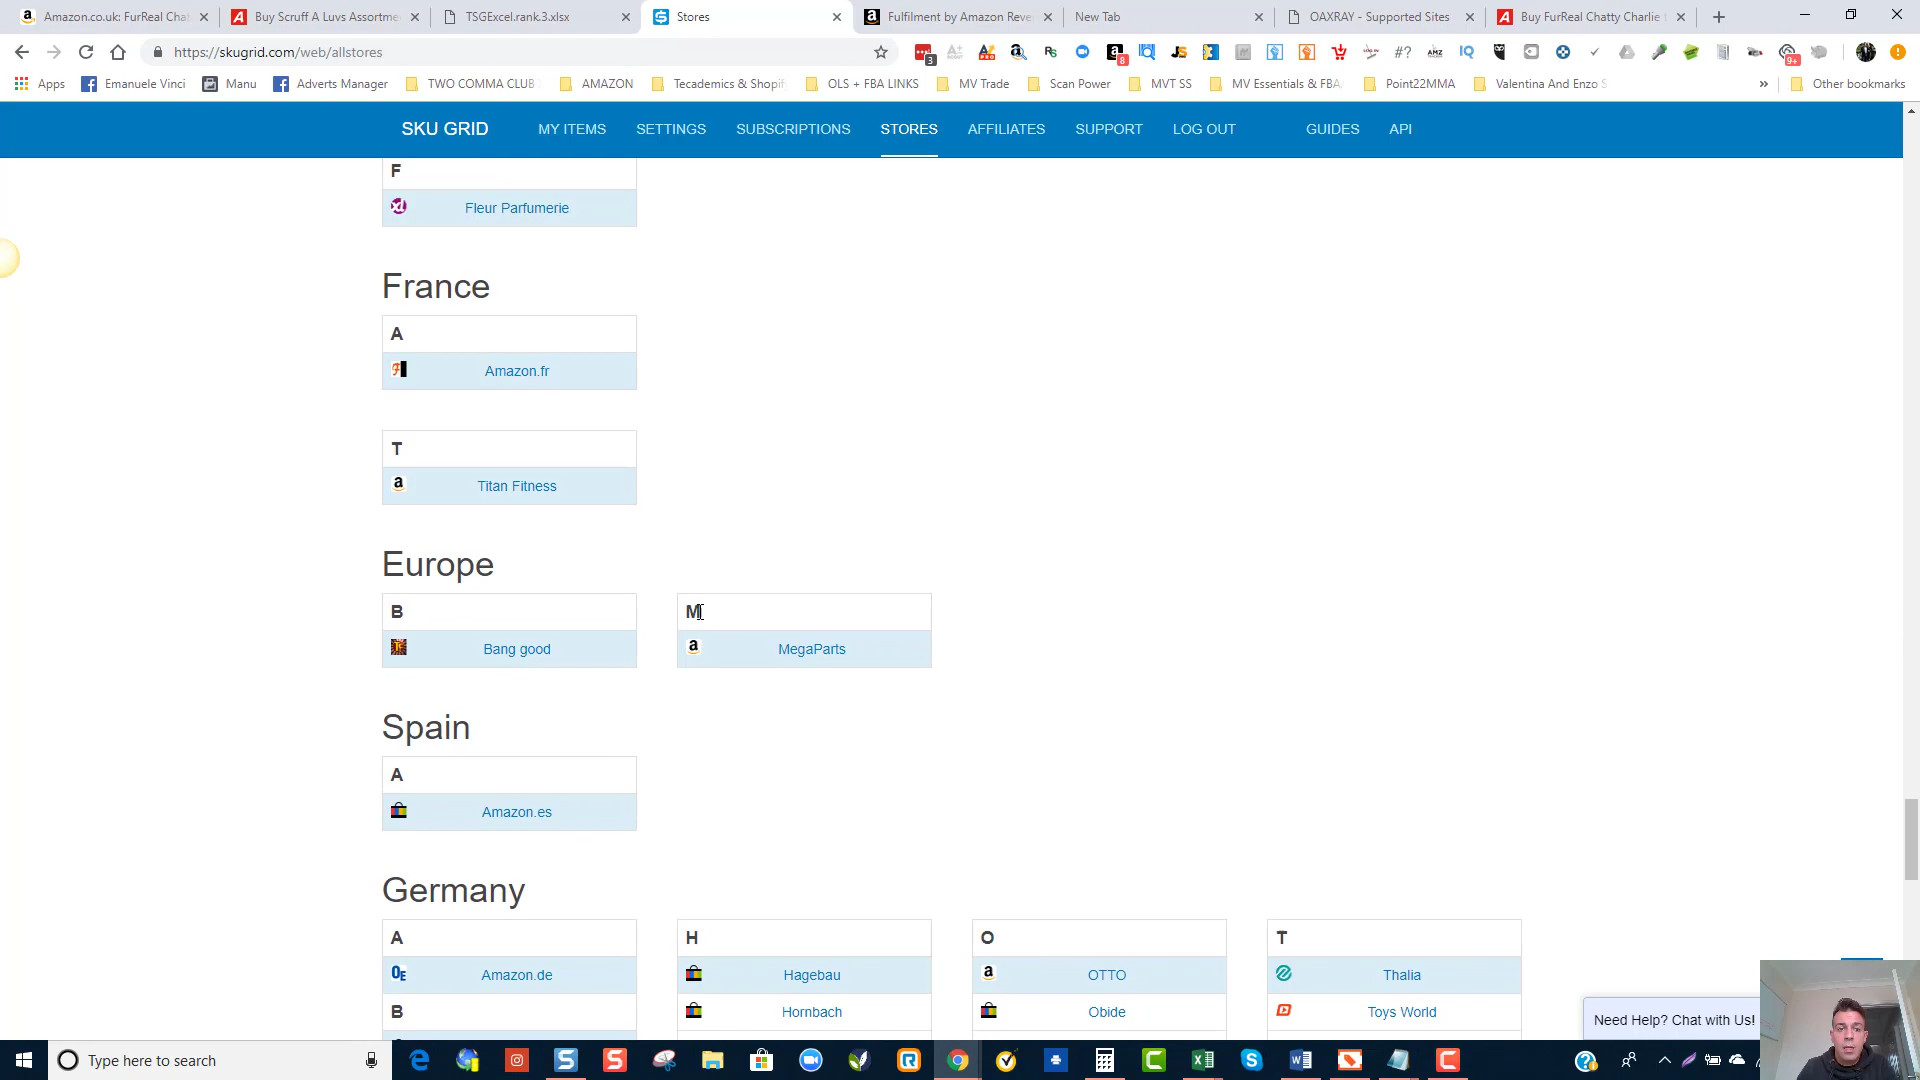 Amazon.co.uk: FurReal Cha
Buy Scruff A Luvs Assortme
TSGExcel.rank.3.xlsx
Stores
Fulfilment by Amazon Reve
New Tab
OAXRAY - Supported Sites
Buy FurReal Chatty Charlie t
https://skugrid.com/web/allstores
Apps
Emanuele Vinci
Manu
Adverts Manager
TWO COMMA CLUB
AMAZON
Tecademics & Shopif
OLS + FBA LINKS
MV Trade
Scan Power
MVT SS
MV Essentials & FBA
Point22MMA
Valentina And Enzo S
Other bookmarks
SKU GRID
MY ITEMS
SETTINGS
SUBSCRIPTIONS
STORES
AFFILIATES
SUPPORT
LOG OUT
GUIDES
API
F
Fleur Parfumerie
France
A
Amazon.fr
T
Titan Fitness
Europe
B
M
Bang good
MegaParts
Spain
A
Amazon.es
Germany
A
H
O
T
Amazon.de
Hagebau
OTTO
Thalia
B
Hornbach
Obide
Toys World
Need Help? Chat with Us!
Type here to search